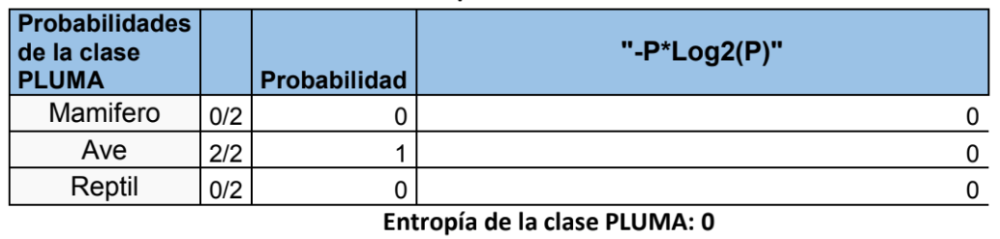 Probabilidades
de la clase
PLUMA
Probabilidad
"-P*Log2(P)"
Mamifero 0/2 0 0
Ave 2/2 1 0
Reptil 0/2 0 0
Entropía de la clase PLUMA: 0